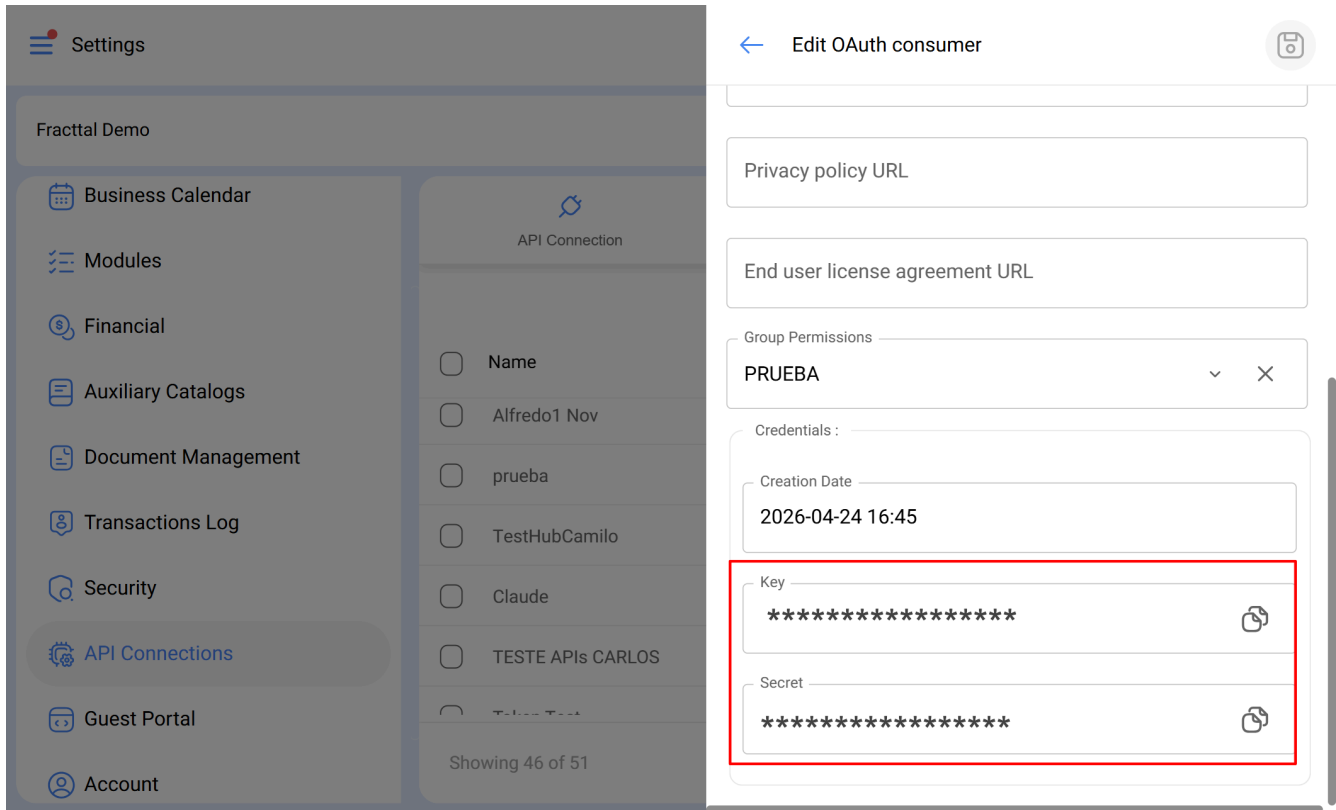 Settings
Fracttal Demo
Business Calendar
Modules
Financial
Auxiliary Catalogs
Document Management
Transactions Log
Security
API Connections
Guest Portal
Account
API Connection
Name
Alfredo1 Nov
prueba
TestHubCamilo
Claude
TESTE APIs CARLOS
Token Test
Showing 46 of 51
Edit OAuth consumer
Privacy policy URL
End user license agreement URL
Group Permissions
PRUEBA
Credentials :
Creation Date
2026-04-24 16:45
Key
*****************
Secret
*****************